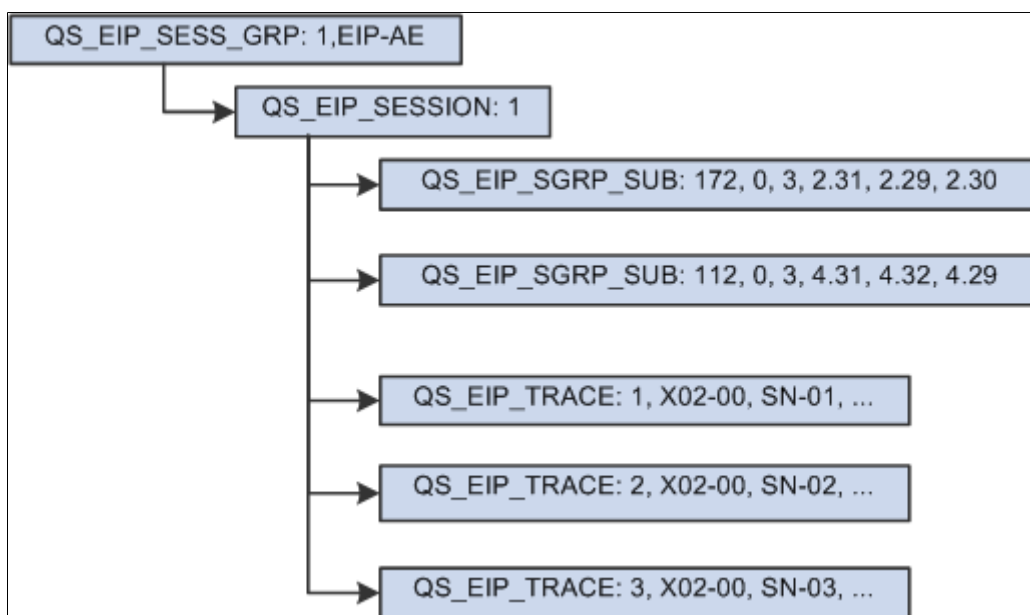 QS_EIP_SESS_GRP: 1,EIP-AE
QS_EIP_SESSION: 1
QS_EIP_SGRP_SUB: 172, 0, 3, 2.31, 2.29, 2.30
QS_EIP_SGRP_SUB: 112, 0, 3, 4.31, 4.32, 4.29
QS_EIP_TRACE: 1, X02-00, SN-01, ...
QS_EIP_TRACE: 2, X02-00, SN-02, ...
QS_EIP_TRACE: 3, X02-00, SN-03, ...